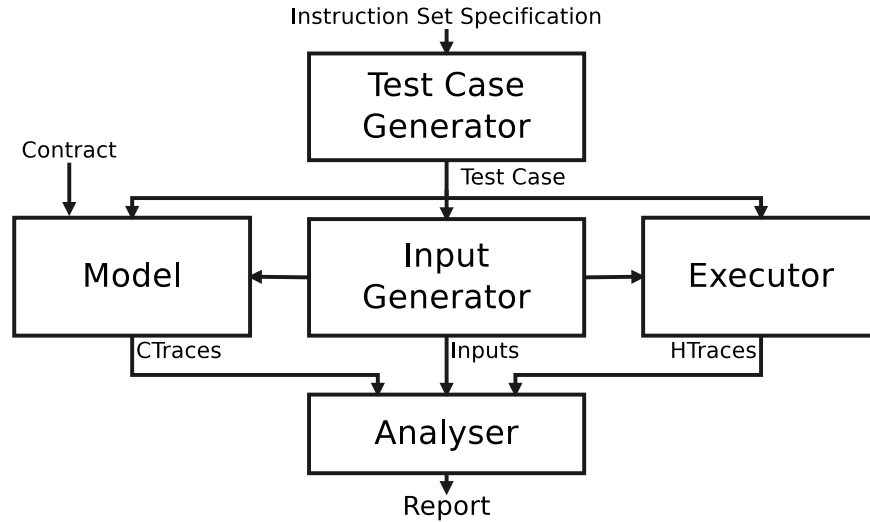 Instruction Set Specification
Test Case
Generator
Contract
Test Case
Model
Input
Generator
Executor
CTraces
Inputs
HTraces
Analyser
Report